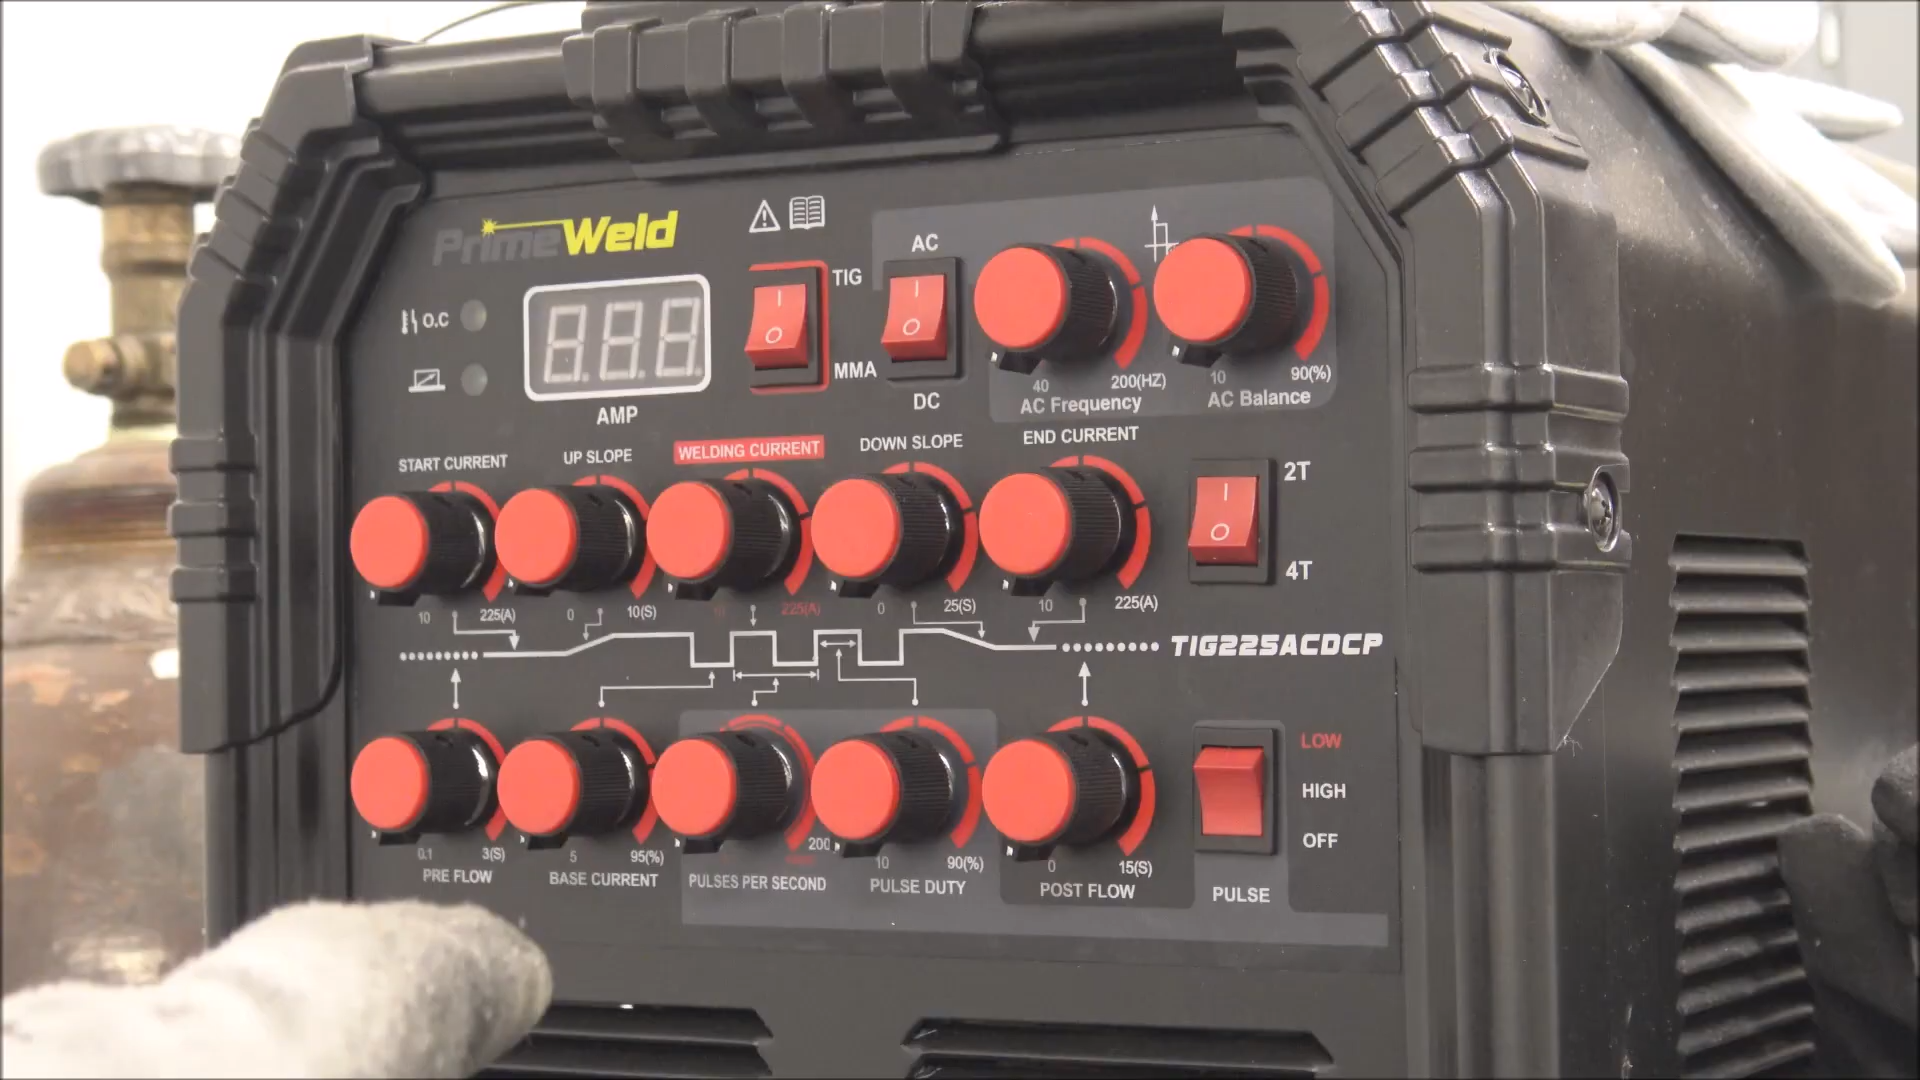 PrimeWeld
O.C
AMP
TIG
MMA
AC
DC
40
200(HZ)
AC Frequency
10
90(%)
AC Balance
START CURRENT
UP SLOPE
WELDING CURRENT
DOWN SLOPE
END CURRENT
10
225(A)
0
10(S)
10
225(A)
0
25(S)
10
225(A)
2T
4T
TIG225ACDCP
0.1
3(S)
PRE FLOW
5
95(%)
BASE CURRENT
200
PULSES PER SECOND
10
90(%)
PULSE DUTY
0
15(S)
POST FLOW
LOW
HIGH
OFF
PULSE